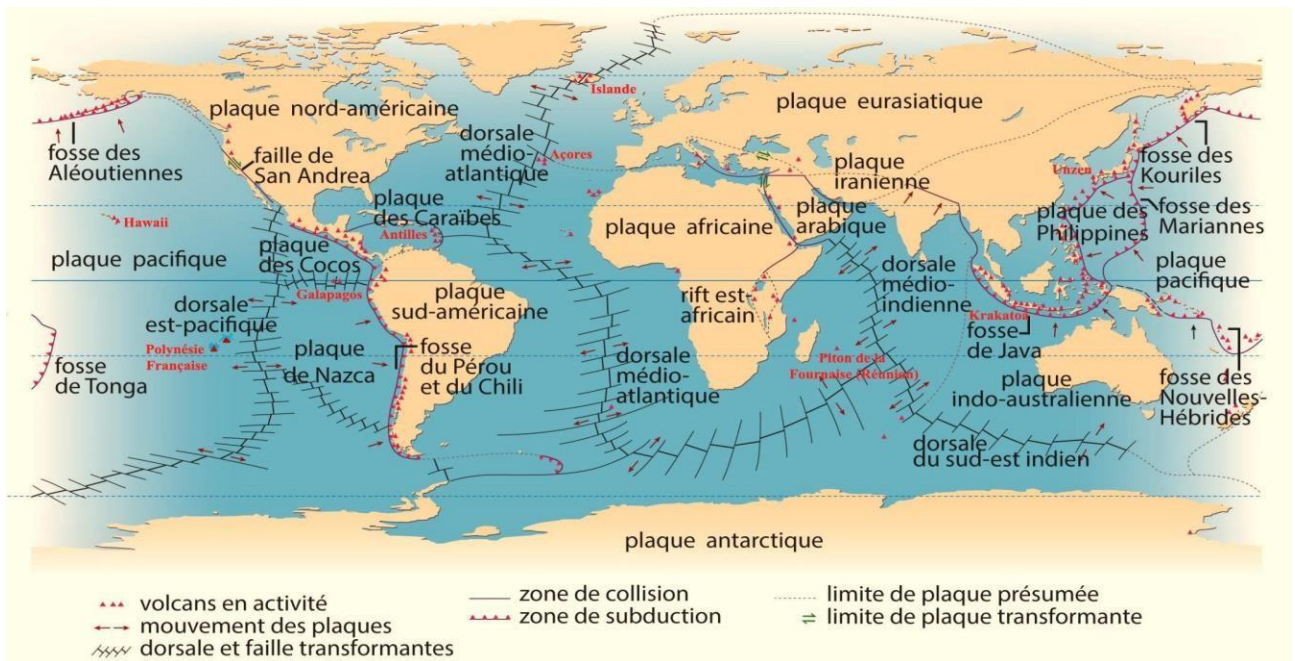 plaque nord-américaine
plaque eurasiatique
Islande
dorsale
médio-
atlantique
Açores
fosse des
Aléoutiennes
faille de
San Andrea
plaque
iranienne
Unzen
fosse des
Kouriles
Hawaii
plaque
des Caraïbes
Antilles
plaque africaine
plaque
arabique
plaque des
Philippines
fosse des
Mariannes
plaque pacifique
plaque
des Cocos
Galapagos
plaque
sud-américaine
rift est-
africain
dorsale
médio-
indienne
plaque
pacifique
Krakatoa
fosse
de Java
dorsale
est-pacifique
Polynésie
Française
fosse
de Tonga
plaque
de Nazca
fosse
du Pérou
et du Chili
dorsale
médio-
atlantique
Piton de la
Fournaise (Réunion)
plaque
indo-australienne
fosse des
Nouvelles-
Hébrides
dorsale
du sud-est indien
plaque antarctique
volcans en activité
mouvement des plaques
dorsale et faille transformantes
zone de collision
zone de subduction
limite de plaque présumée
limite de plaque transformante